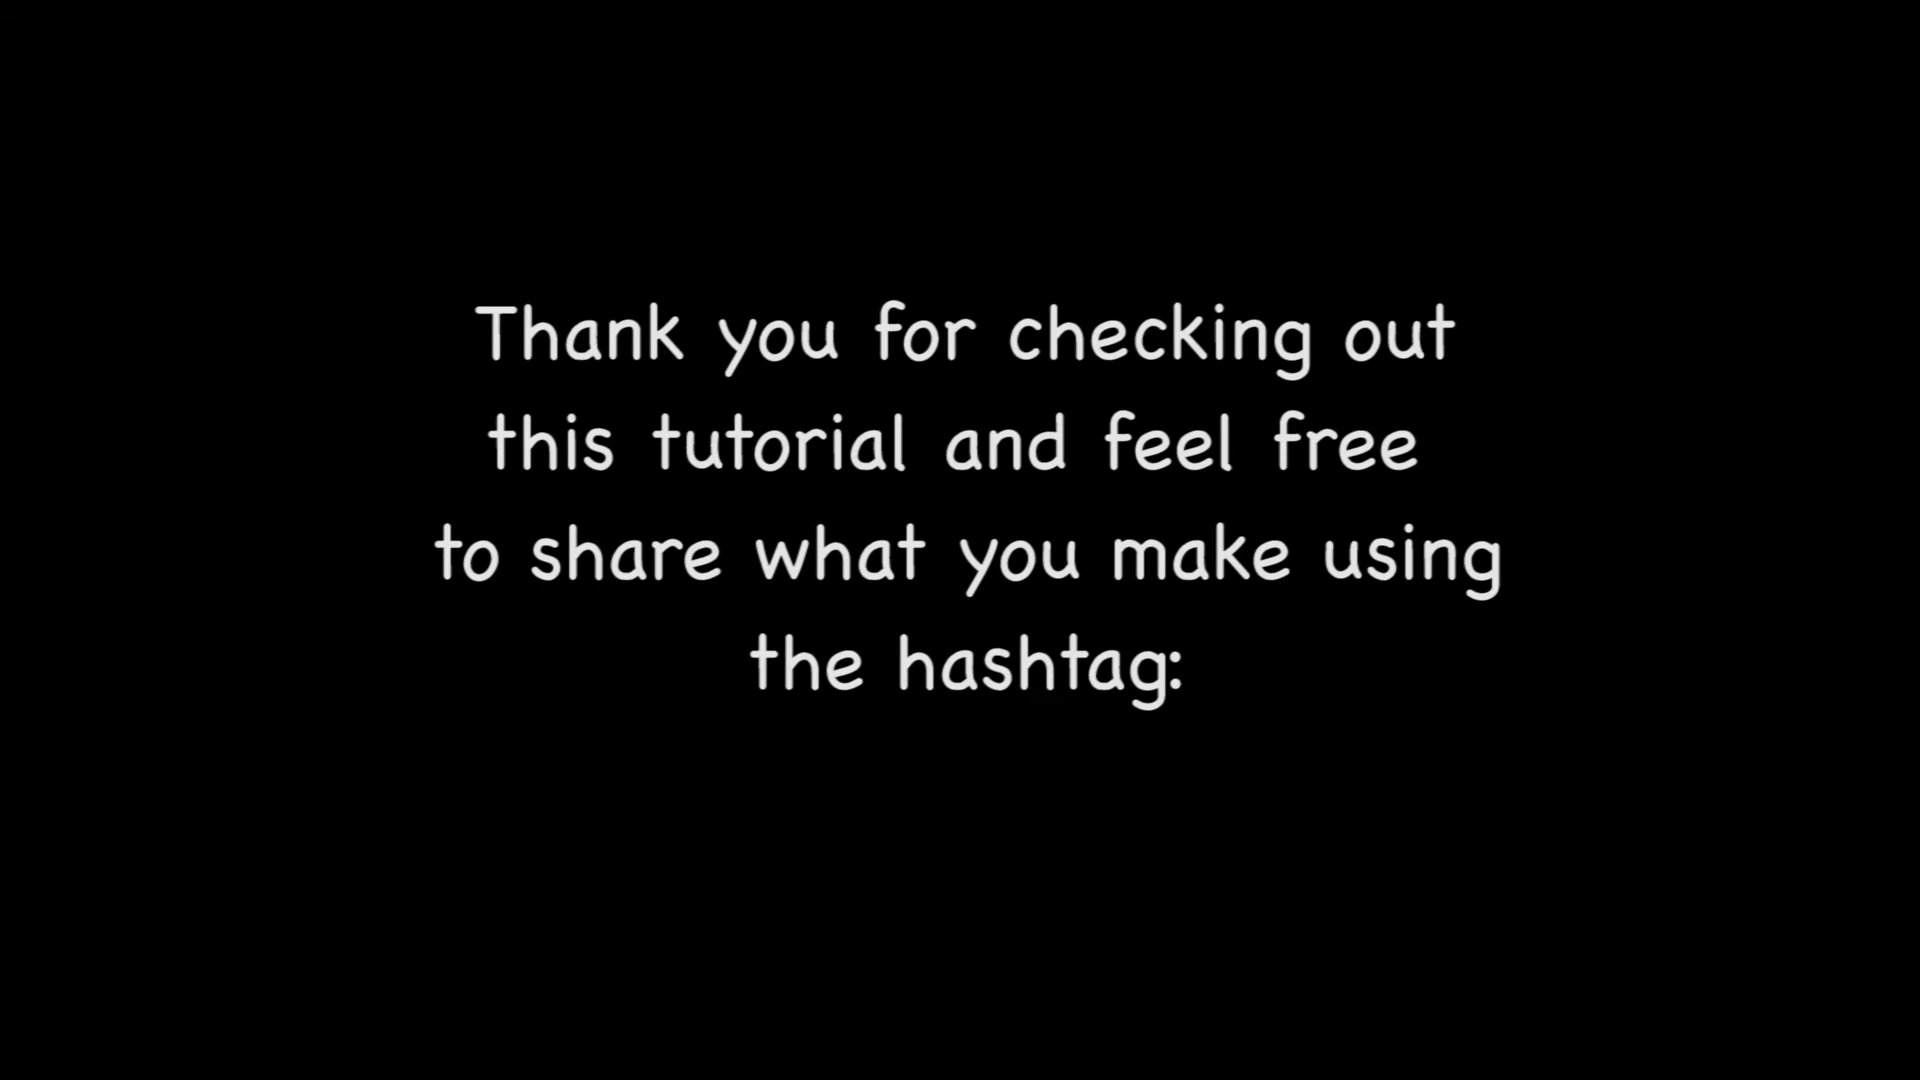 Thank you for checking out
this tutorial and feel free
to share what you make using
the hashtag: